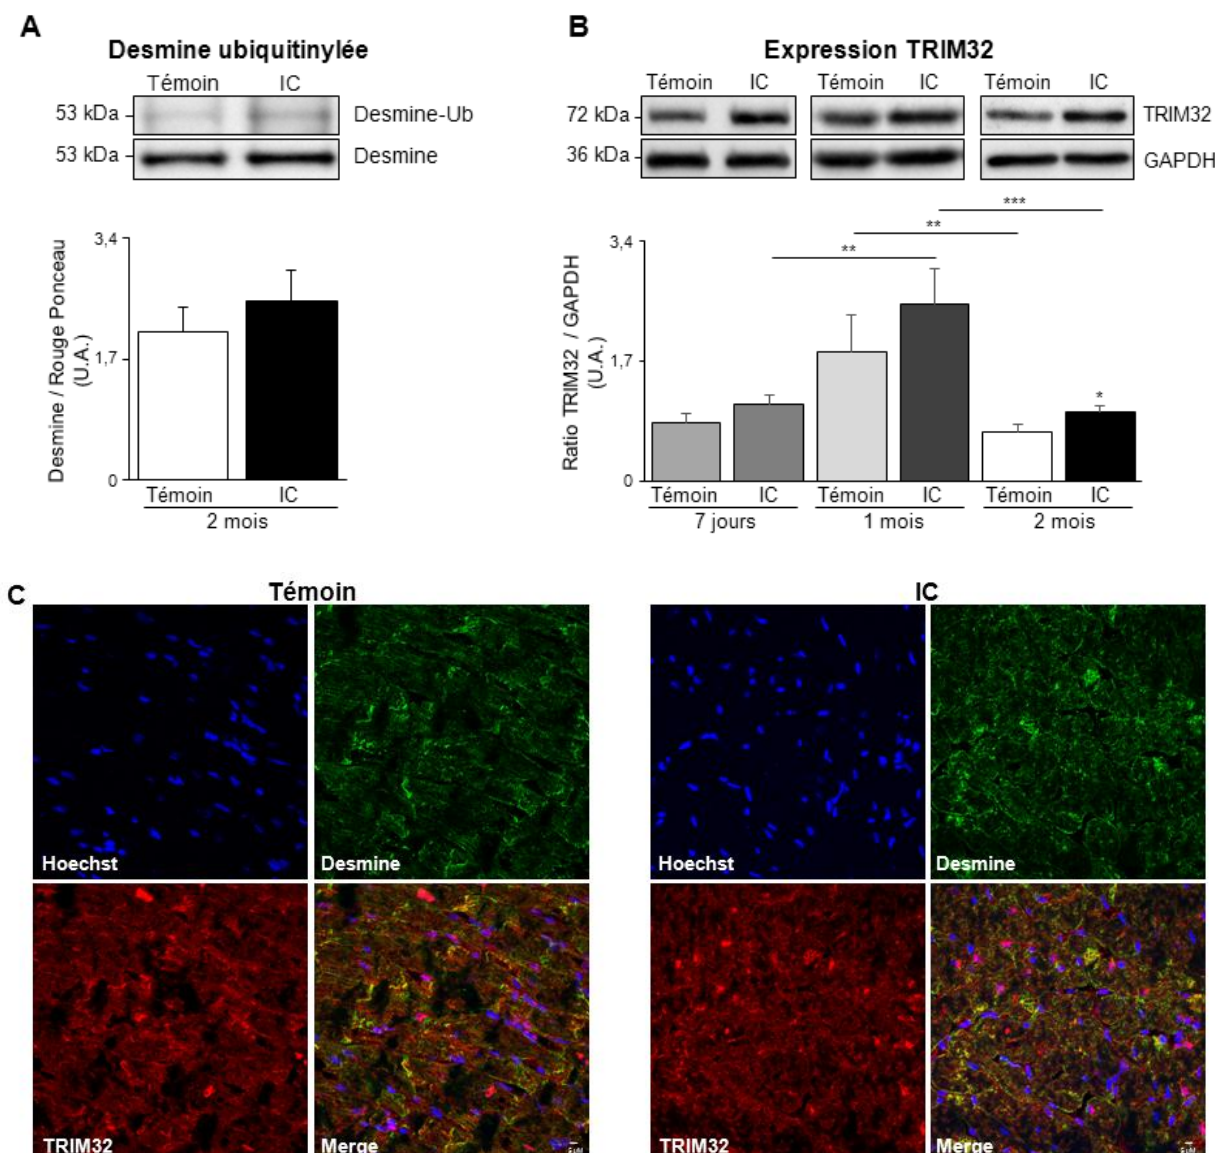 A
Desmine ubiquitinylée
Témoin IC
53 kDa
Desmine-Ub
53 kDa
Desmine
3,4
1,7
0
Desmine / Rouge Ponceau
(U.A.)
Témoin IC
2 mois
B
Expression TRIM32
Témoin IC Témoin IC Témoin IC
72 kDa
TRIM32
36 kDa
GAPDH
***
**
**
*
3,4
1,7
0
Ratio TRIM32 / GAPDH
(U.A.)
Témoin IC Témoin IC Témoin IC
7 jours 1 mois 2 mois
C
Témoin
IC
Hoechst Desmine Hoechst Desmine
TRIM32 Merge TRIM32 Merge